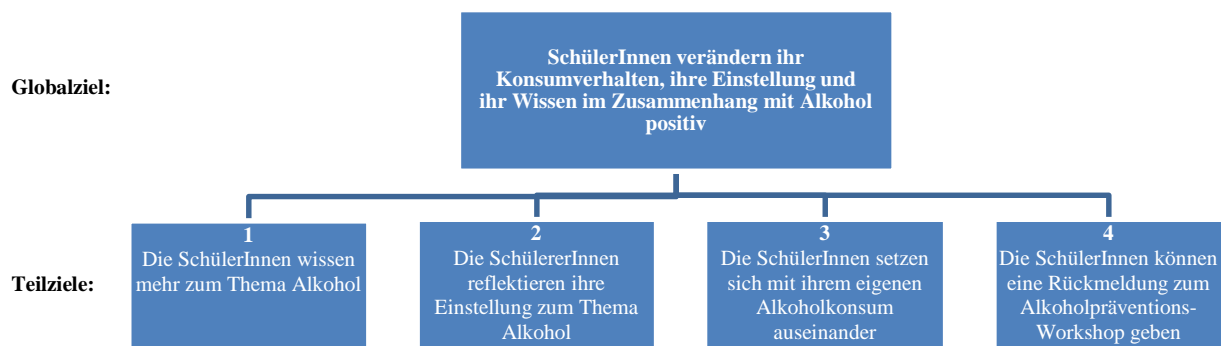 Globalziel:
SchülerInnen verändern ihr
Konsumverhalten, ihre Einstellung und
ihr Wissen im Zusammenhang mit Alkohol
positiv
Teilziele:
1
Die SchülerInnen wissen
mehr zum Thema Alkohol
2
Die SchülererInnen
reflektieren ihre
Einstellung zum Thema
Alkohol
3
Die SchülerInnen setzen
sich mit ihrem eigenen
Alkoholkonsum
auseinander
4
Die SchülerInnen können
eine Rückmeldung zum
Alkoholpräventions-
Workshop geben